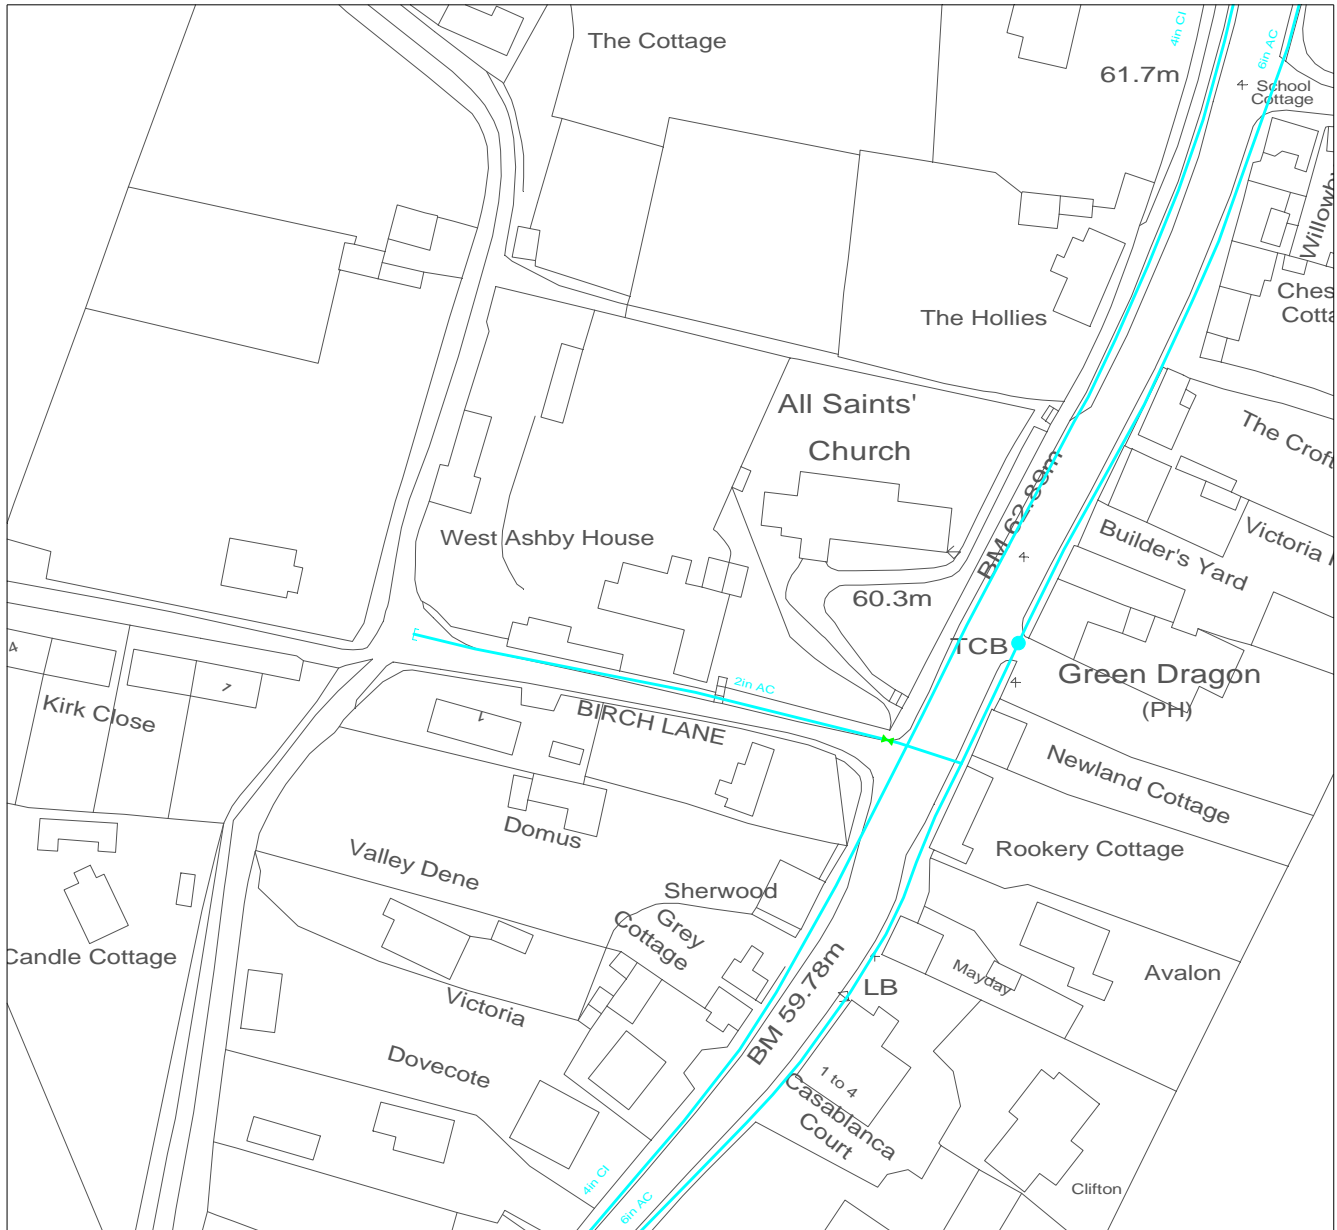 The Cottage
4in CI
6in AC
61.7m
School
Cottage
The Hollies
All Saints'
Church
BM 62.89m
West Ashby House
Builder's Yard
60.3m
TCB
Green Dragon
(PH)
4
7
Kirk Close
1
BIRCH LANE
2in AC
Newland Cottage
Domus
Rookery Cottage
Valley Dene
Sherwood
Grey
Cottage
Candle Cottage
Mayday
Avalon
LB
BM 59.78m
Victoria
Dovecote
1 to 4
Casablanca
Court
Clifton
4in CI
6in AC